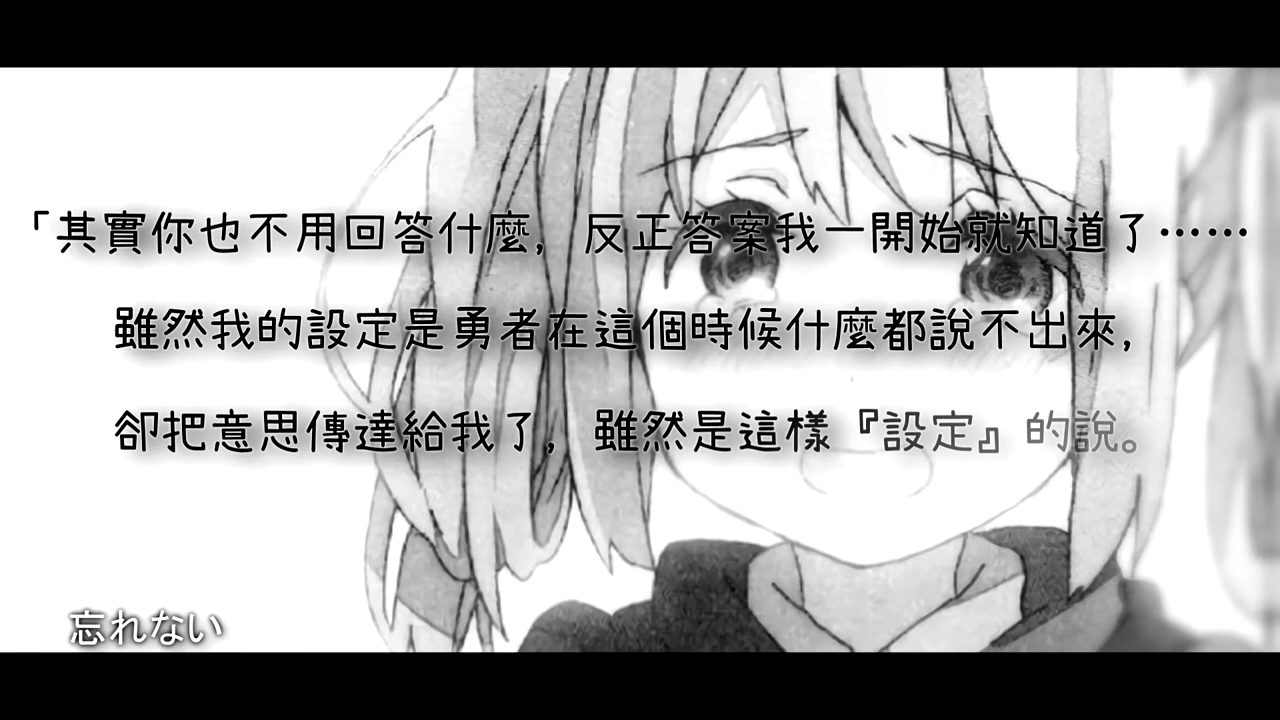 「其實你也不用回答什麼，反正答案我一開始就知道了……
雖然我的設定是勇者在這個時候什麼都說不出來，
卻把意思傳達給我了，雖然是這樣『設定』的說。
忘れない